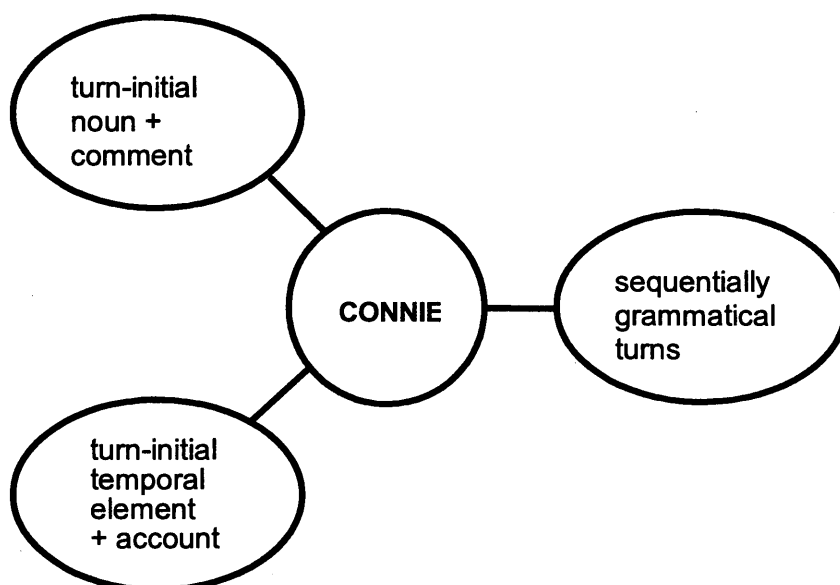 turn-initial
noun +
comment
CONNIE
sequentially
grammatical
turns
turn-initial
temporal
element
+ account